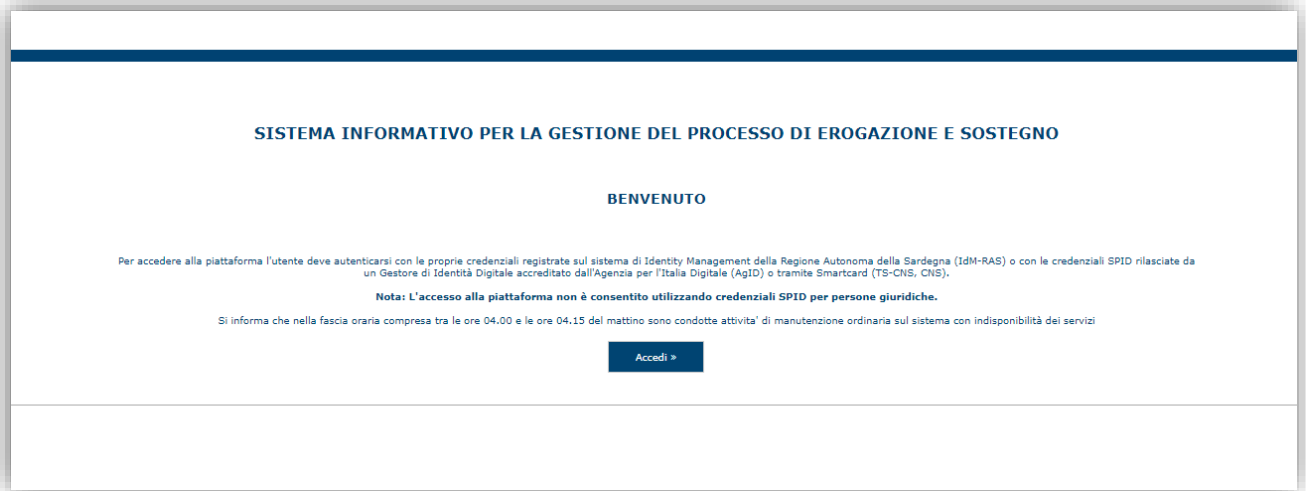 SISTEMA INFORMATIVO PER LA GESTIONE DEL PROCESSO DI EROGAZIONE E SOSTEGNO
BENVENUTO
Per accedere alla piattaforma l'utente deve autenticarsi con le proprie credenziali registrate sul sistema di Identity Management della Regione Autonoma della Sardegna (IdM-RAS) o con le credenziali SPID rilasciate da
un Gestore di Identità Digitale accreditato dall'Agenzia per l'Italia Digitale (AgID) o tramite Smartcard (TS-CNS, CNS).
Nota: L'accesso alla piattaforma non è consentito utilizzando credenziali SPID per persone giuridiche.
Si informa che nella fascia oraria compresa tra le ore 04.00 e le ore 04.15 del mattino sono condotte attivita' di manutenzione ordinaria sul sistema con indisponibilità dei servizi
Accedi »